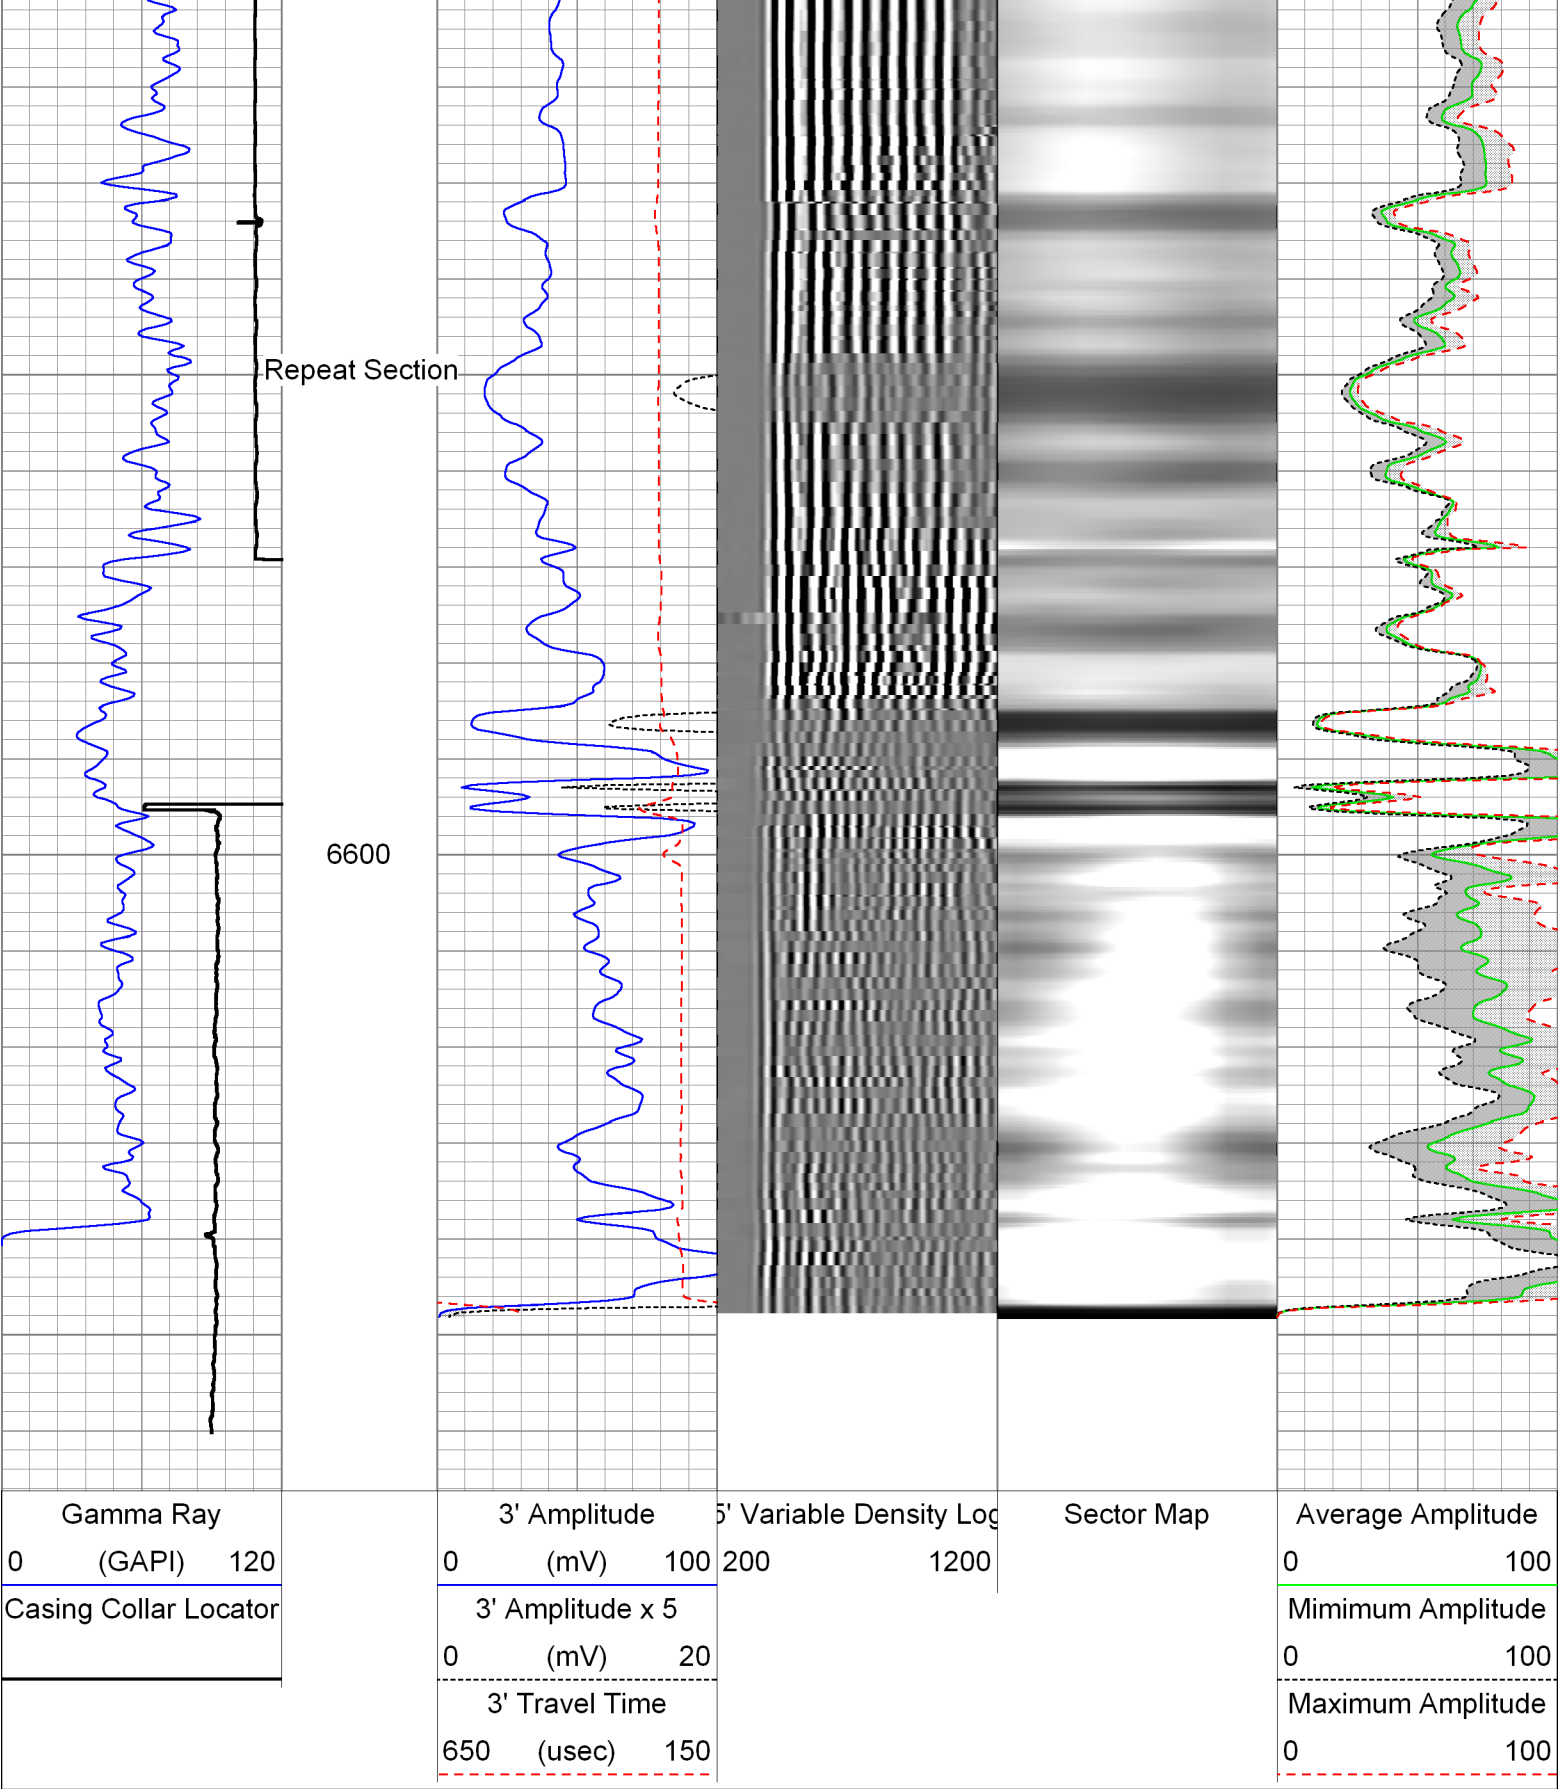 Repeat Section
6600
Gamma Ray
0 (GAPI) 120
Casing Collar Locator
3' Amplitude
0 (mV) 100
3' Amplitude x 5
0 (mV) 20
3' Travel Time
650 (usec) 150
5' Variable Density Log
200 1200
Sector Map
Average Amplitude
0 100
Mimimum Amplitude
0 100
Maximum Amplitude
0 100